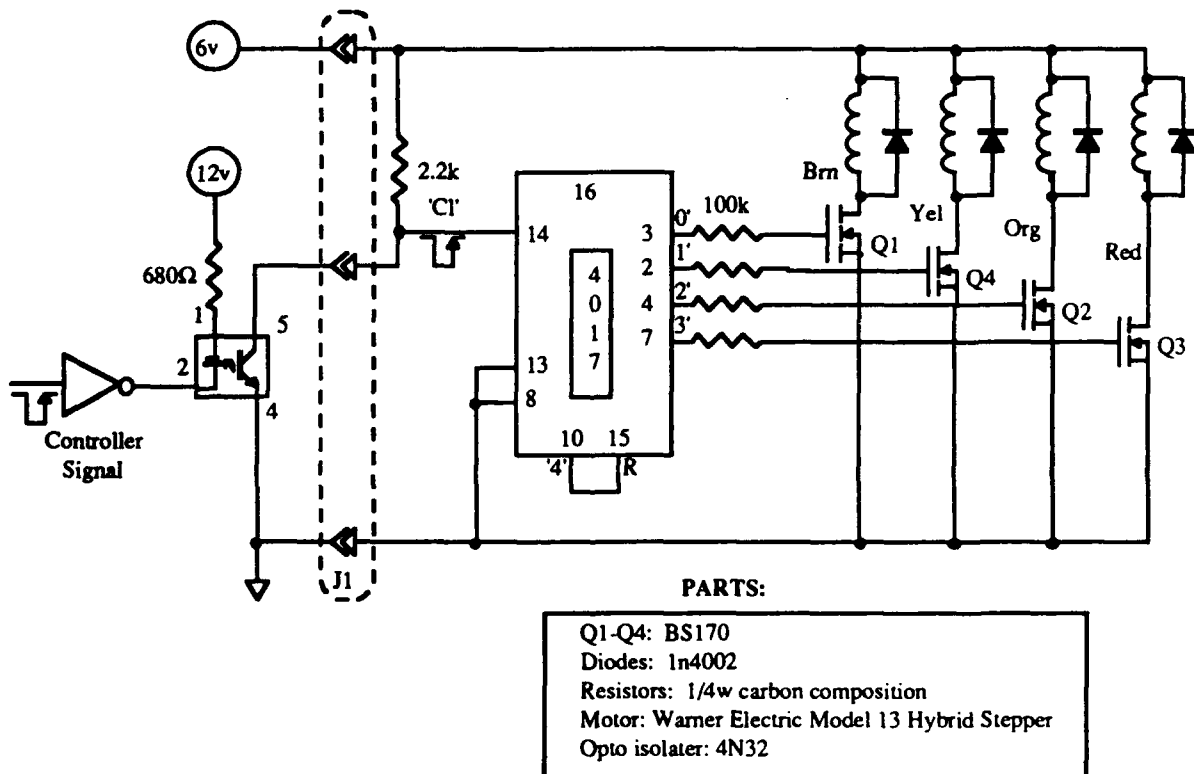 6v
12v
2.2k
'Cl'
16
100k
Brn
Yel
Org
Red
14
3
0'
2
1'
4
2'
7
3'
Q1
Q4
Q2
Q3
680Ω
1
5
2
4
4
0
1
7
13
8
10
15
'4'
R
Controller
Signal
J1
PARTS:
Q1-Q4: BS170
Diodes: 1n4002
Resistors: 1/4w carbon composition
Motor: Warner Electric Model 13 Hybrid Stepper
Opto isolater: 4N32